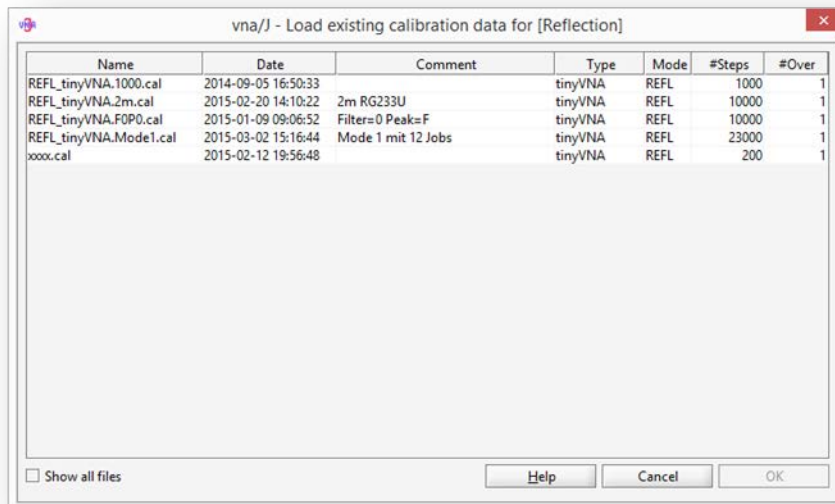 vna/J - Load existing calibration data for [Reflection]
Name Date Comment Type Mode #Steps #Over
REFL_tinyVNA.1000.cal 2014-09-05 16:50:33 tinyVNA REFL 1000 1
REFL_tinyVNA.2m.cal 2015-02-20 14:10:22 2m RG233U tinyVNA REFL 10000 1
REFL_tinyVNA.F0P0.cal 2015-01-09 09:06:52 Filter=0 Peak=F tinyVNA REFL 10000 1
REFL_tinyVNA.Mode1.cal 2015-03-02 15:16:44 Mode 1 mit 12 Jobs tinyVNA REFL 23000 1
xxxx.cal 2015-02-12 19:56:48 tinyVNA REFL 200 1
Show all files Help Cancel OK